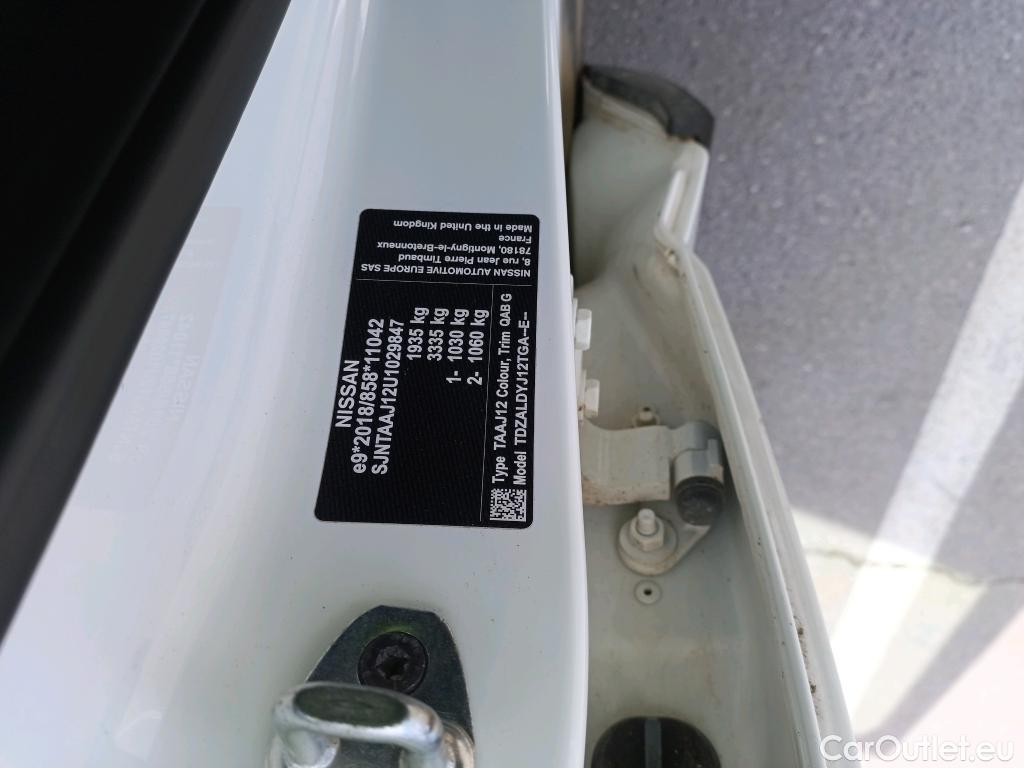 NISSAN
e9*2018/858*11042
SJNTAAJ12U1029847
1935 kg
3335 kg
1- 1030 kg
2- 1060 kg
Type TAAJ12 Colour, Trim QAB G
Model TDZALDYJ12TGA--E--
NISSAN AUTOMOTIVE EUROPE SAS
8, rue Jean Pierre Timbaud
78180, Montigny-le-Bretonneux
France
Made in the United Kingdom
CarOutlet.eu